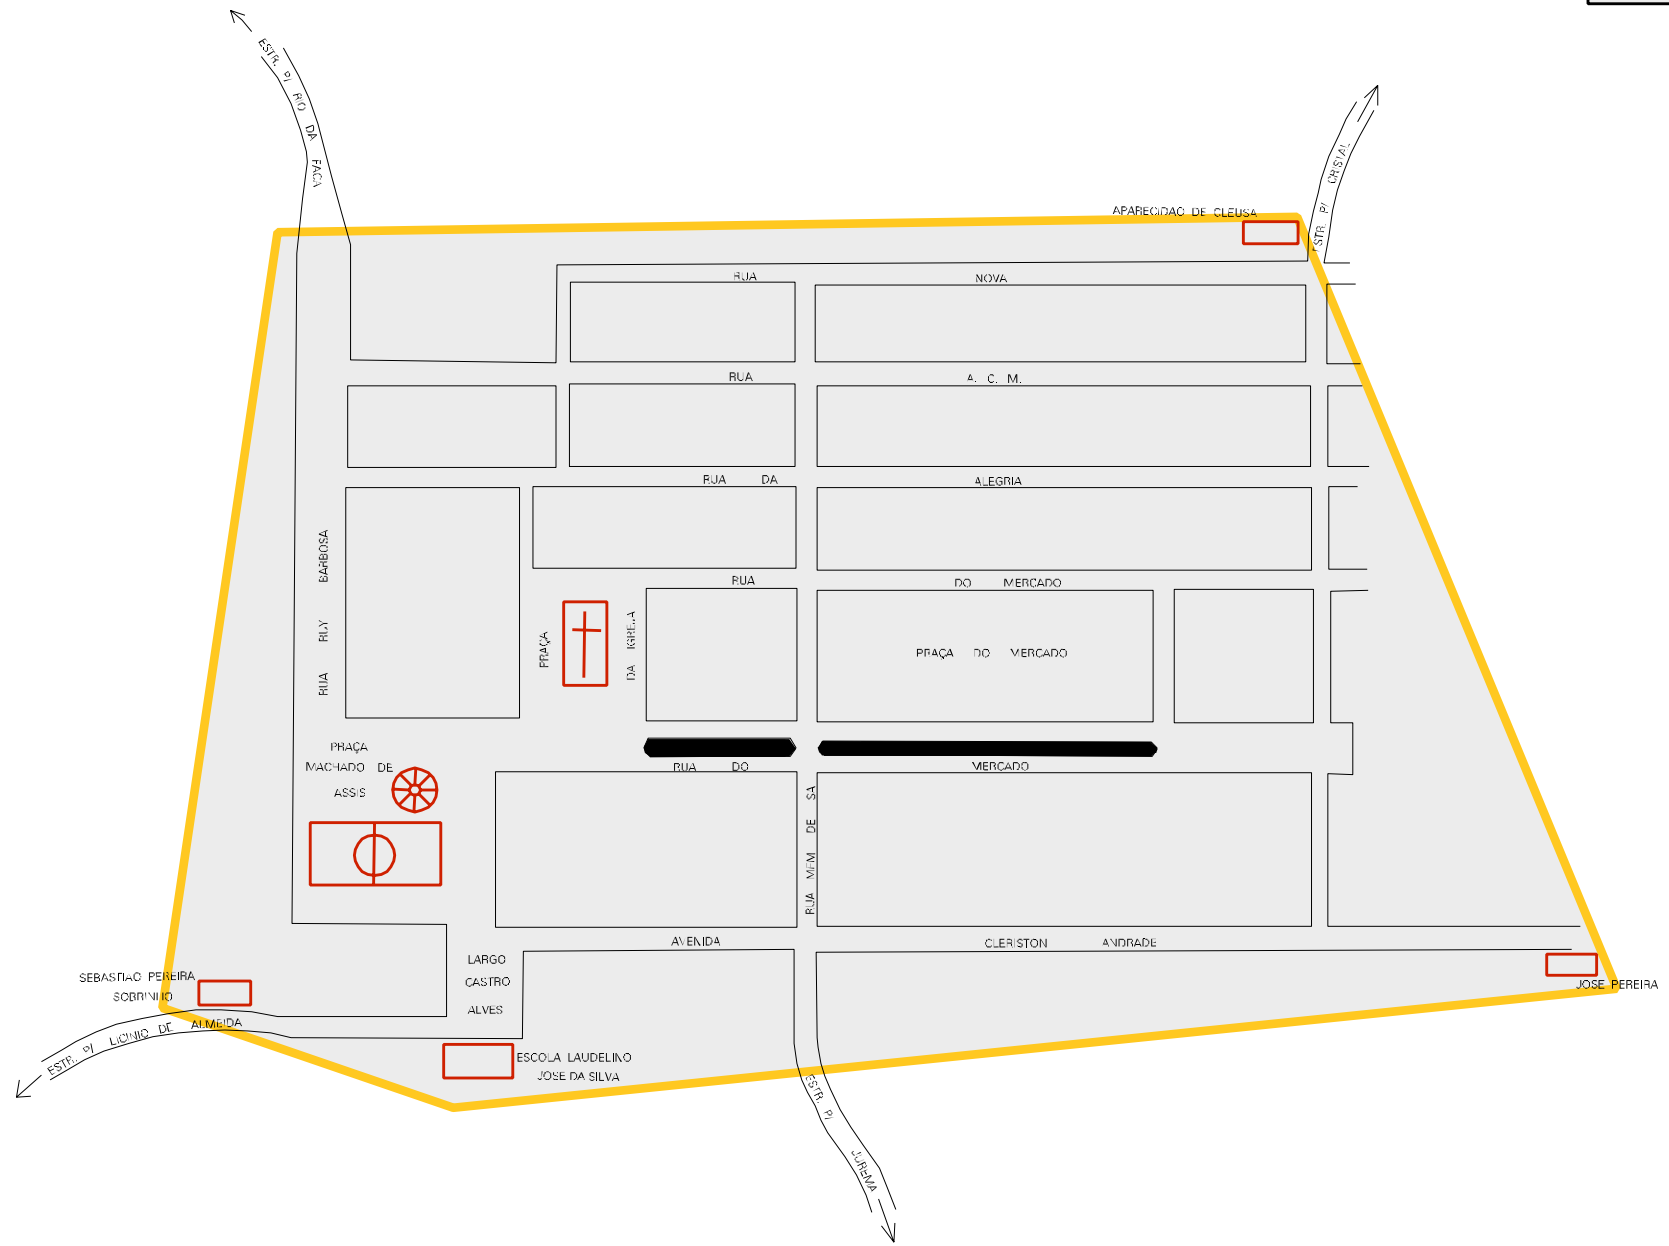 ESTR. P/ RIO DA FACA
ESTR. P/ CRISTAL
APARECIDAO DE CLEUSA
RUA NOVA
RUA A. C. M.
RUA DA ALEGRIA
RUA DO MERCADO
RUA RUY BARBOSA
PRAÇA DA IGREJA
PRAÇA DO MERCADO
PRAÇA
MACHADO DE
ASSIS
RUA DO MERCADO
RUA MEM DE SA
AVENIDA CLERISTON ANDRADE
LARGO
CASTRO
ALVES
SEBASTIAO PEREIRA
SOBRINHO
JOSE PEREIRA
ESTR. P/ LICINIO DE ALMEIDA
ESCOLA LAUDELINO
JOSE DA SILVA
ESTR. P/ JUREMA